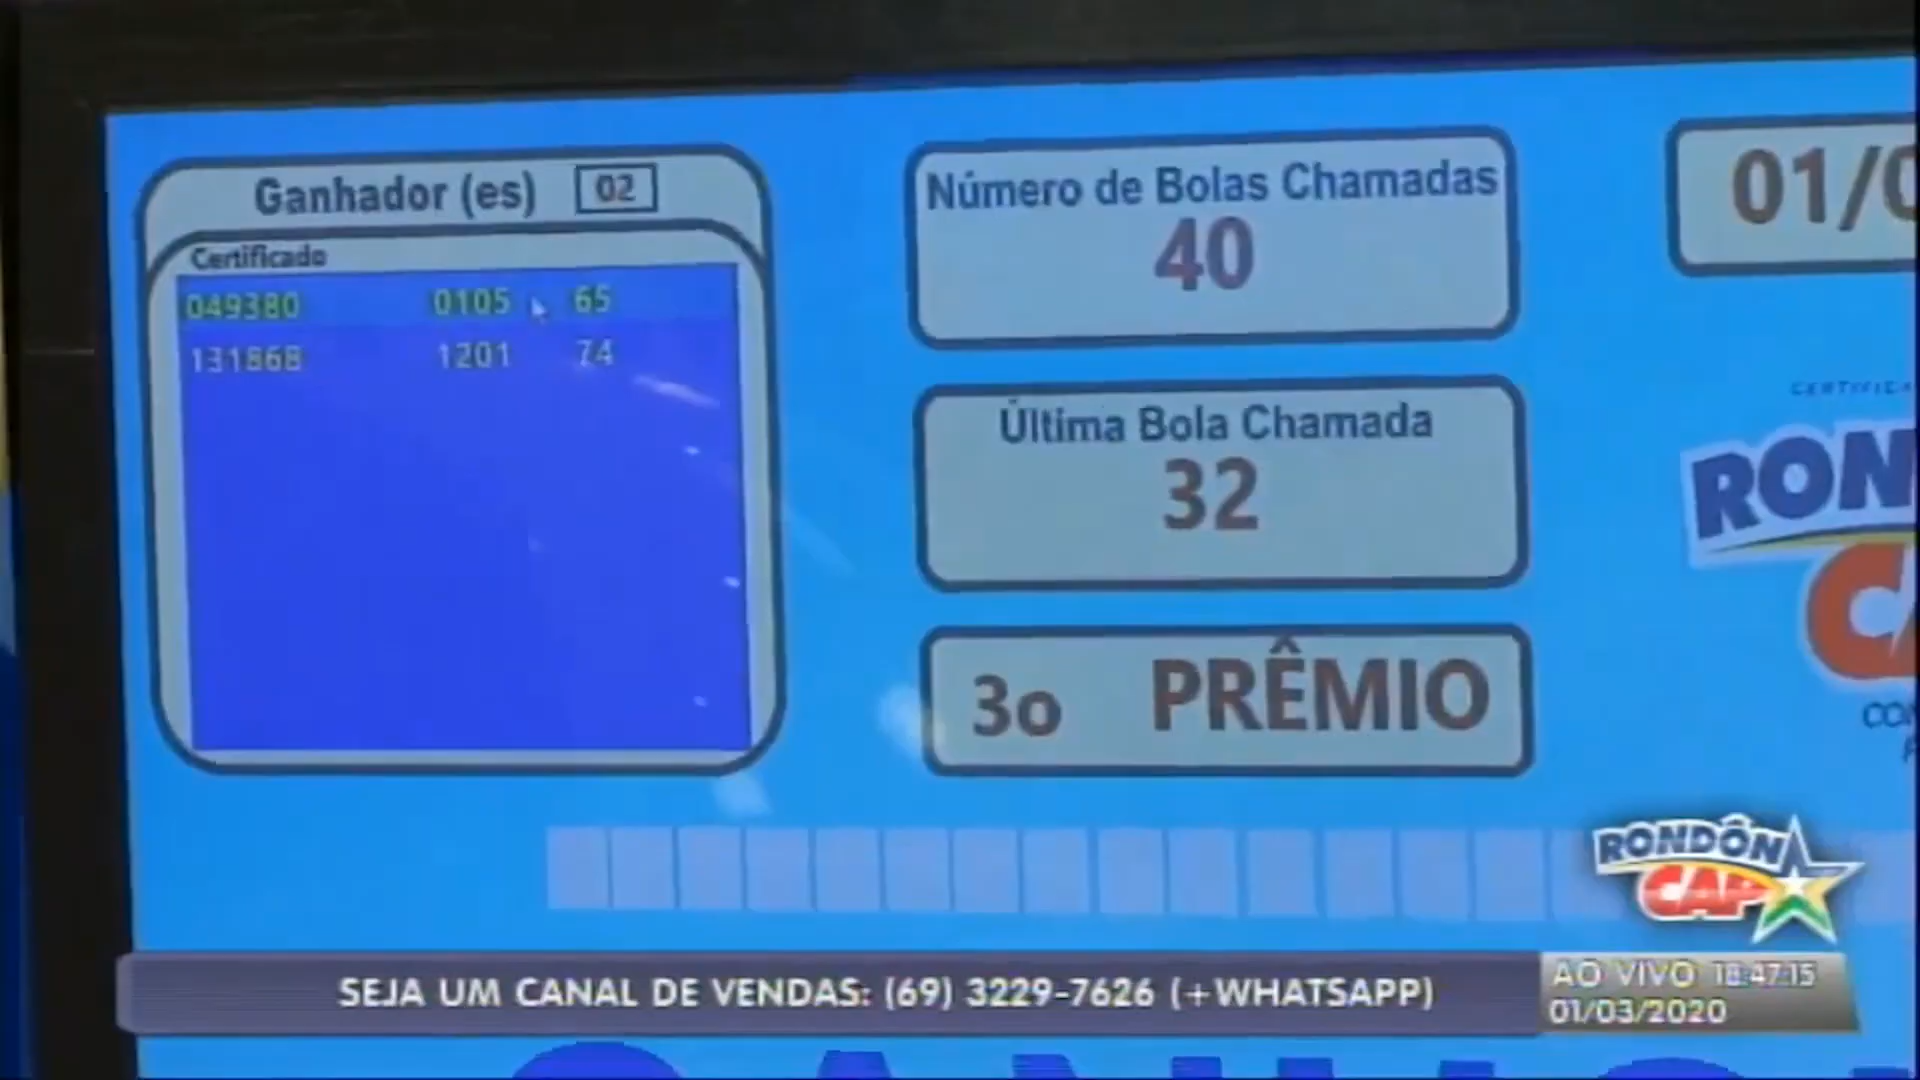 Ganhador (es) 02
Certificado
049380 0105 65
131868 1201 74
Número de Bolas Chamadas
40
Última Bola Chamada
32
3o PRÊMIO
01/0
RON
CA
RONDÔN
CAP
SEJA UM CANAL DE VENDAS: (69) 3229-7626 (+WHATSAPP)
AO VIVO 18:47:15
01/03/2020